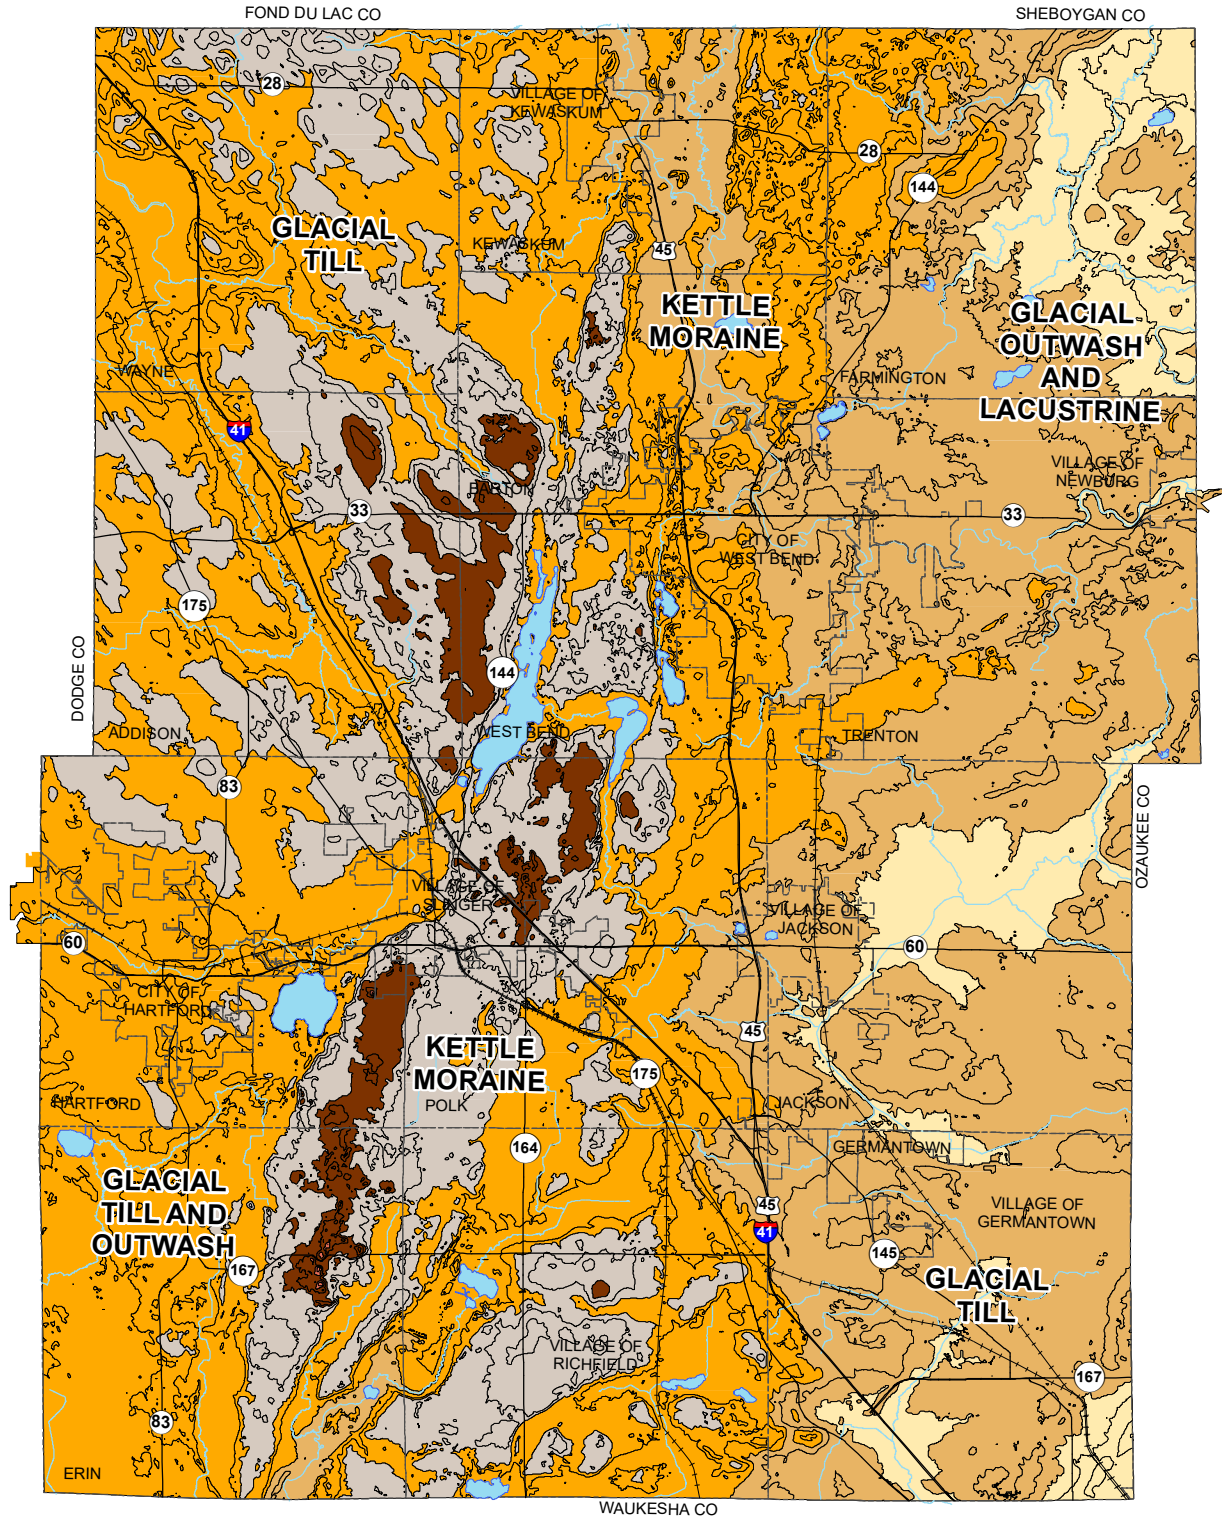 FOND DU LAC CO
SHEBOYGAN CO
28
VILLAGE OF
KEWASKUM
28
144
GLACIAL
TILL
KEWASKUM
45
KETTLE
MORAINE
GLACIAL
OUTWASH
AND
LACUSTRINE
WAYNE
FARMINGTON
41
VILLAGE OF
NEWBURG
BARTON
33
33
CITY OF
WEST BEND
175
DODGE CO
144
ADDISON
WEST BEND
TRENTON
83
OZAUKEE CO
VILLAGE OF
SLINGER
VILLAGE OF
JACKSON
60
60
CITY OF
HARTFORD
45
KETTLE
MORAINE
175
HARTFORD
POLK
JACKSON
164
GERMANTOWN
GLACIAL
TILL AND
OUTWASH
45
41
VILLAGE OF
GERMANTOWN
145
167
GLACIAL
TILL
VILLAGE OF
RICHFIELD
167
83
ERIN
WAUKESHA CO